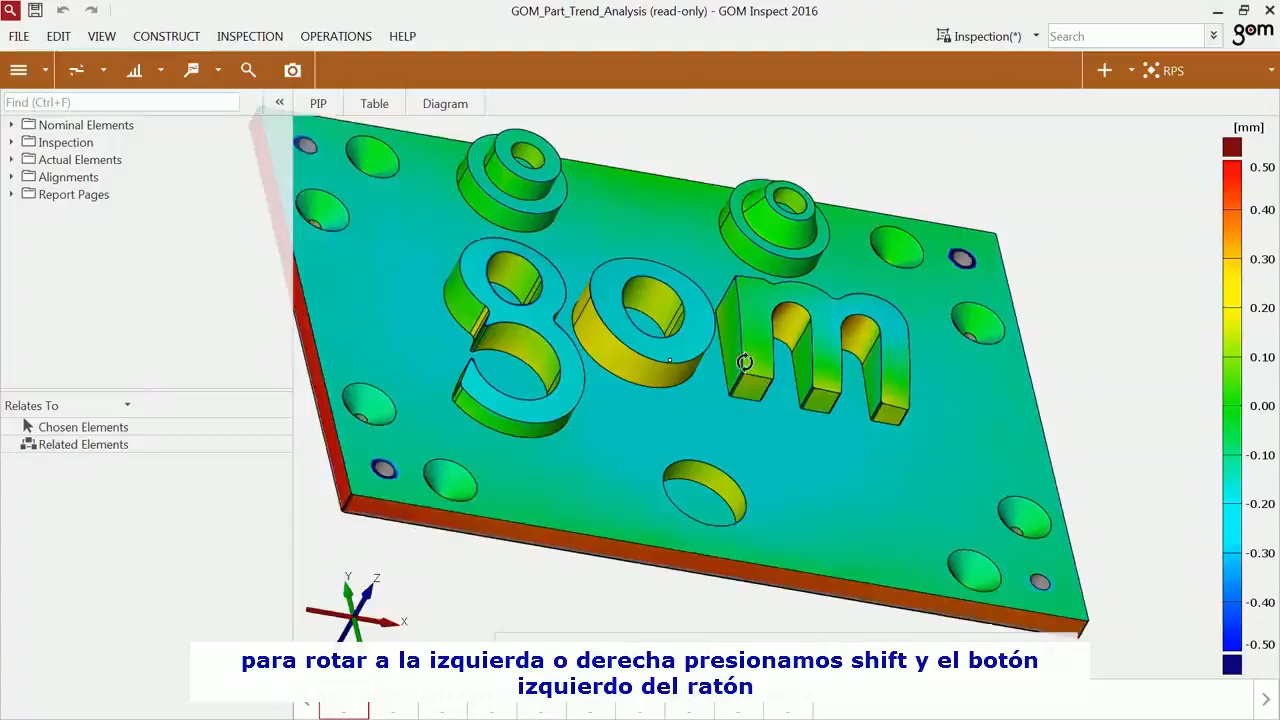 GOM_Part_Trend_Analysis (read-only) - GOM Inspect 2016
FILE EDIT VIEW CONSTRUCT INSPECTION OPERATIONS HELP
Inspection(*)
Search
gom
RPS
Find (Ctrl+F)
PIP Table Diagram
Nominal Elements
Inspection
Actual Elements
Alignments
Report Pages
Relates To
Chosen Elements
Related Elements
gom
[mm]
0.50
0.40
0.30
0.20
0.10
0.00
-0.10
-0.20
-0.30
-0.40
-0.50
Y
Z
X
para rotar a la izquierda o derecha presionamos shift y el botón
izquierdo del ratón